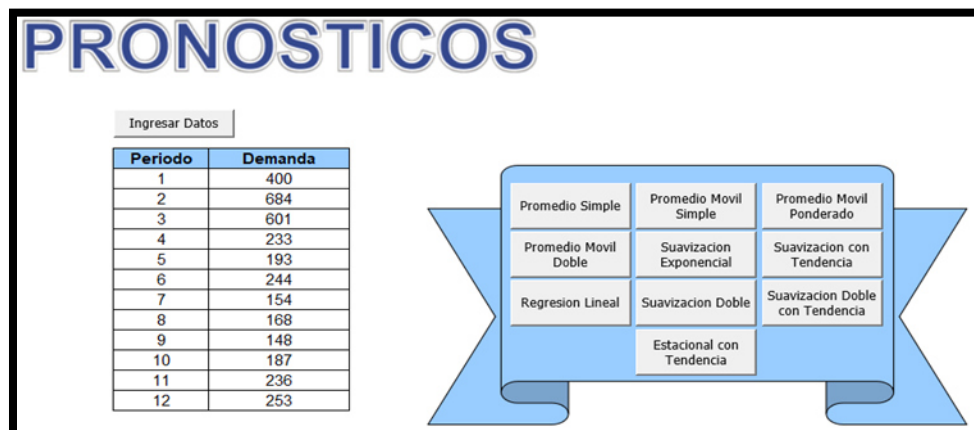 PRONOSTICOS
Ingresar Datos
Periodo Demanda
1 400
2 684
3 601
4 233
5 193
6 244
7 154
8 168
9 148
10 187
11 236
12 253
Promedio Simple
Promedio Movil
Simple
Promedio Movil
Ponderado
Promedio Movil
Doble
Suavizacion
Exponencial
Suavizacion con
Tendencia
Regresion Lineal
Suavizacion Doble
Suavizacion Doble
con Tendencia
Estacional con
Tendencia